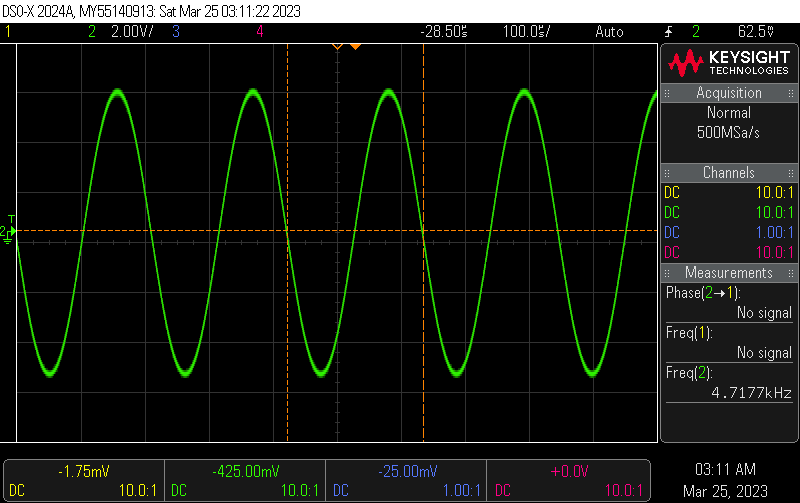 DSO-X 2024A, MY55140913: Sat Mar 25 03:11:22 2023
1 2 2.00V/ 3 4 -28.50us 100.0us/ Auto 2 62.5mV
KEYSIGHT
TECHNOLOGIES
Acquisition
Normal
500MSa/s
Channels
DC 10.0:1
DC 10.0:1
DC 1.00:1
DC 10.0:1
Measurements
Phase(2→1):
No signal
Freq(1):
No signal
Freq(2):
4.7177kHz
T
2
-1.75mV -425.00mV -25.00mV +0.0V
DC 10.0:1 DC 10.0:1 DC 1.00:1 DC 10.0:1
03:11 AM
Mar 25, 2023